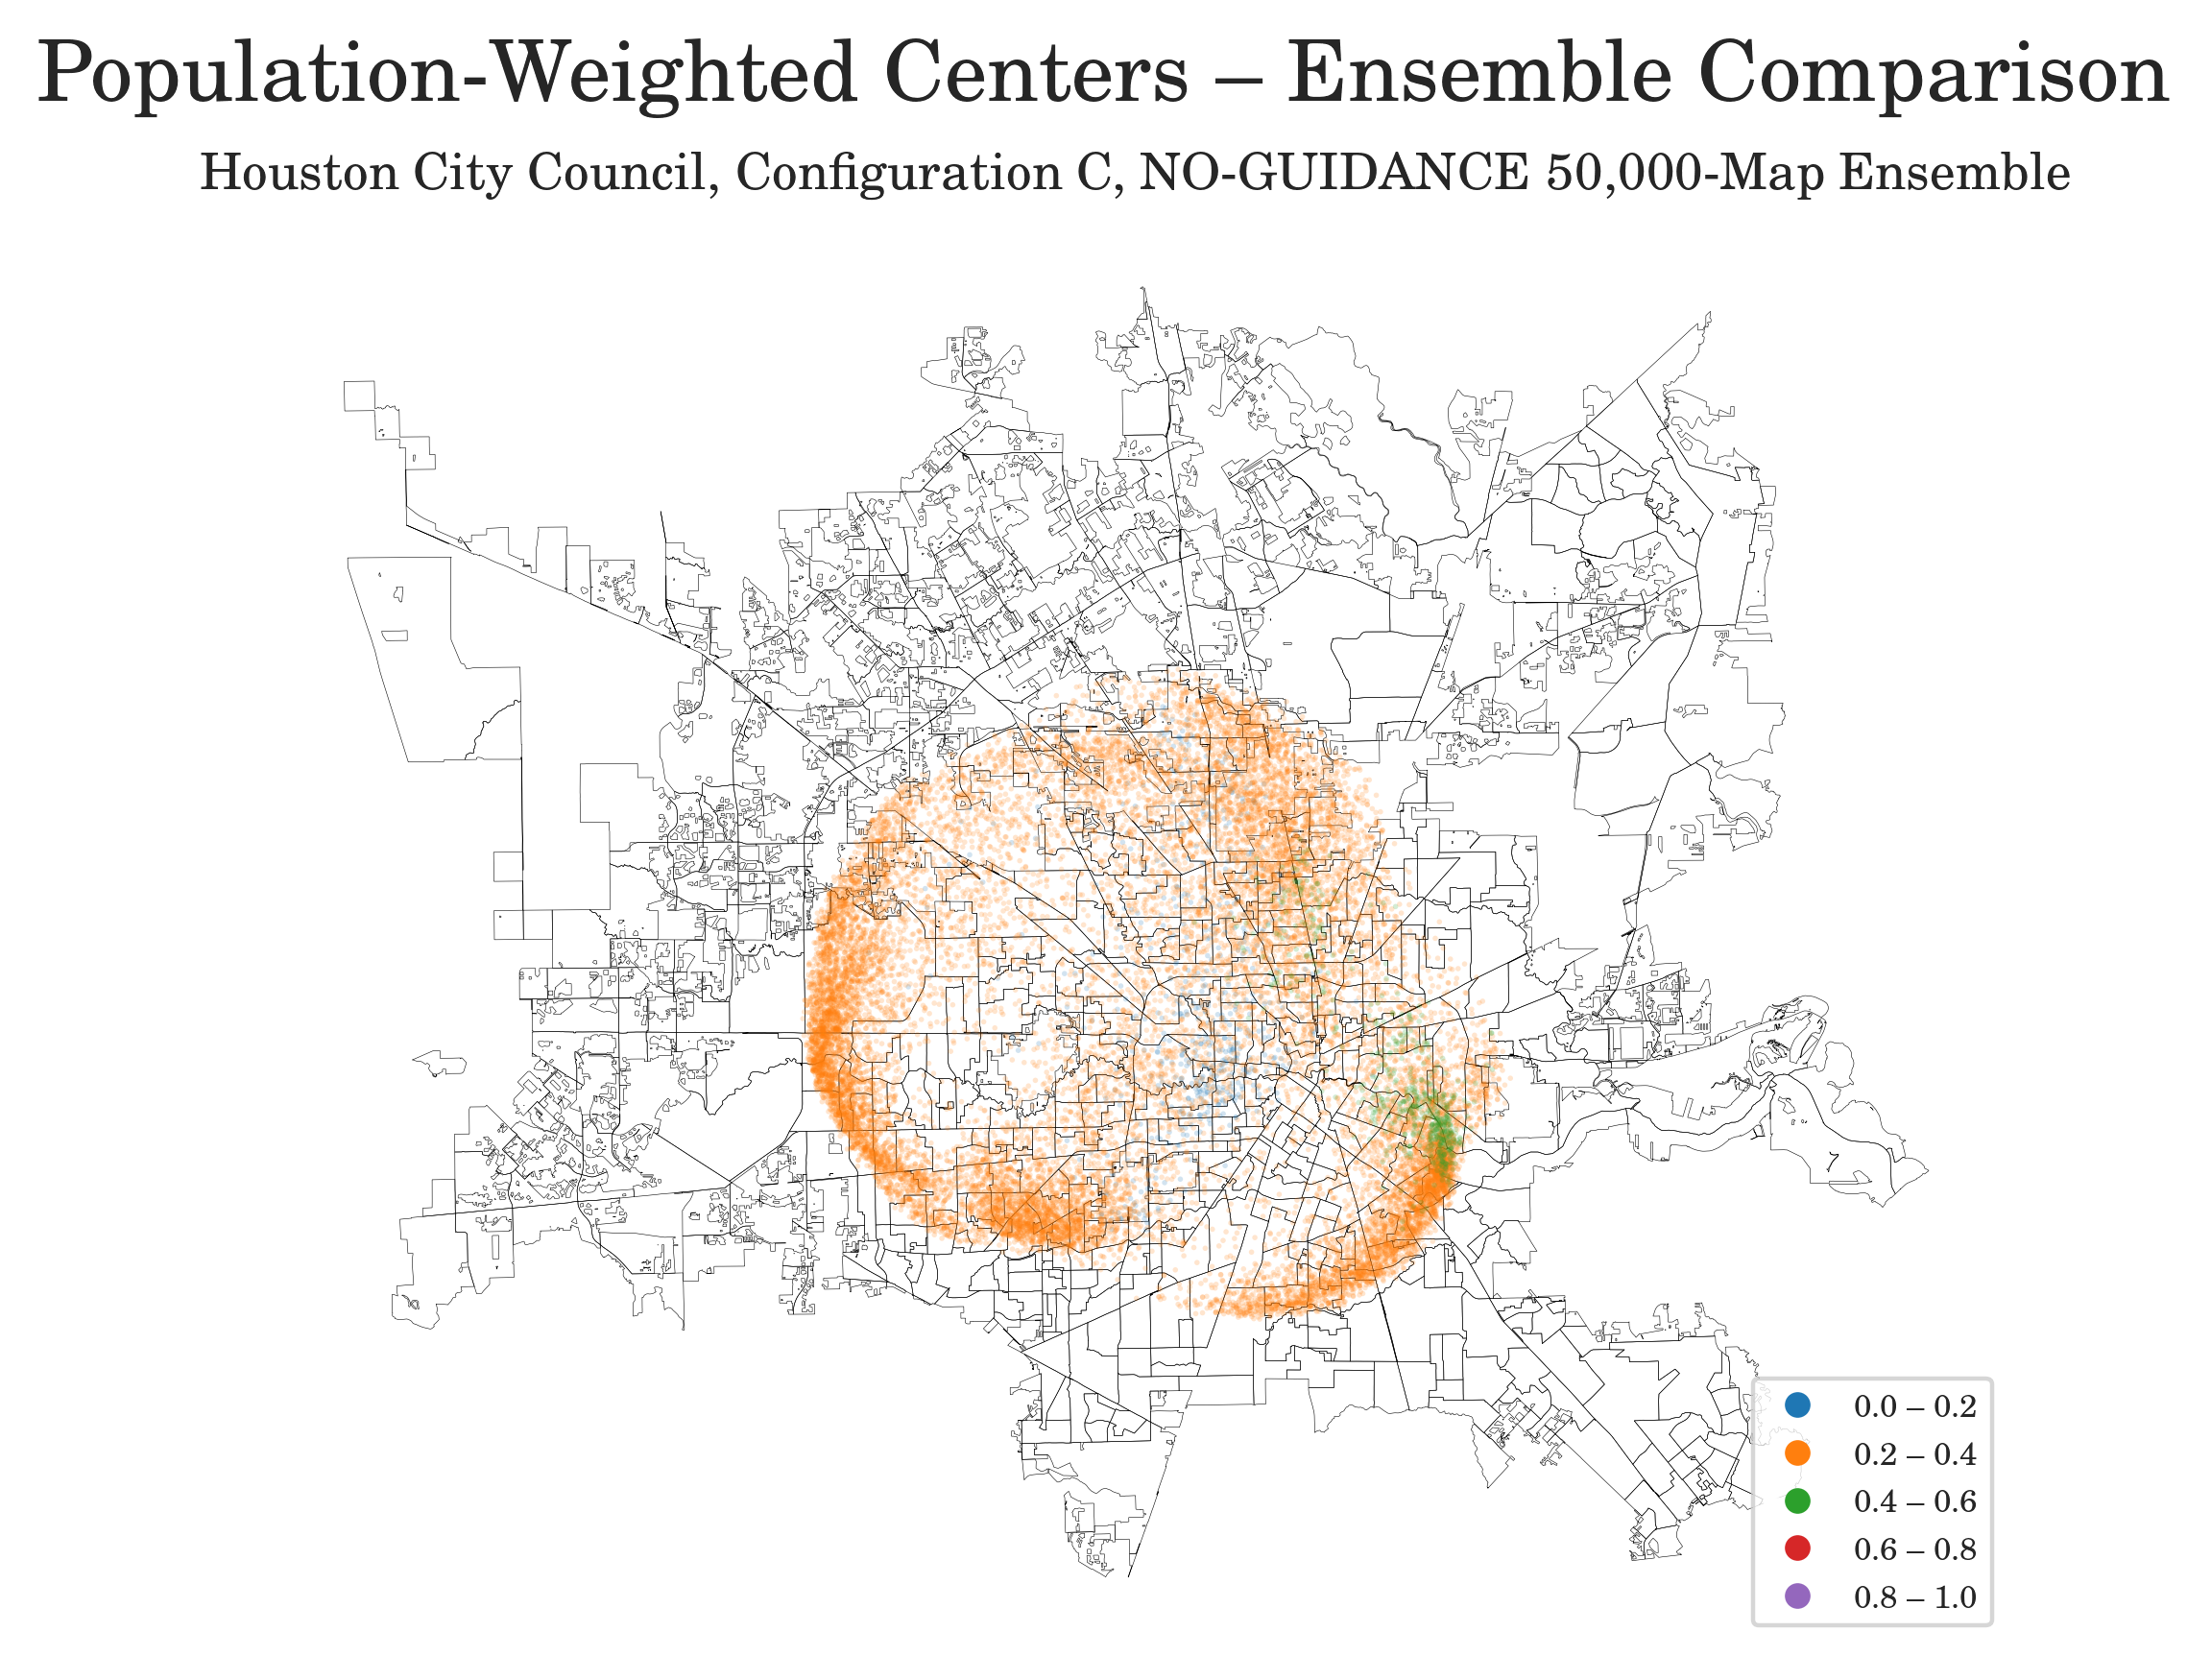 Population-Weighted Centers – Ensemble Comparison
Houston City Council, Configuration C, NO-GUIDANCE 50,000-Map Ensemble
0.0 – 0.2
0.2 – 0.4
0.4 – 0.6
0.6 – 0.8
0.8 – 1.0